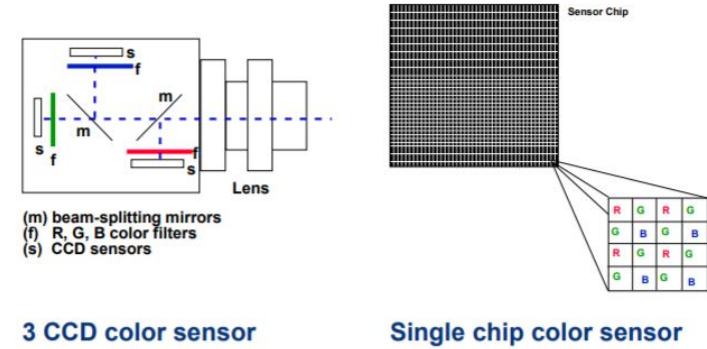 s
f
m
m
s
f
f
s
Lens
(m) beam-splitting mirrors
(f) R, G, B color filters
(s) CCD sensors
3 CCD color sensor
Sensor Chip
R G R G
G B G B
R G R G
G B G B
Single chip color sensor